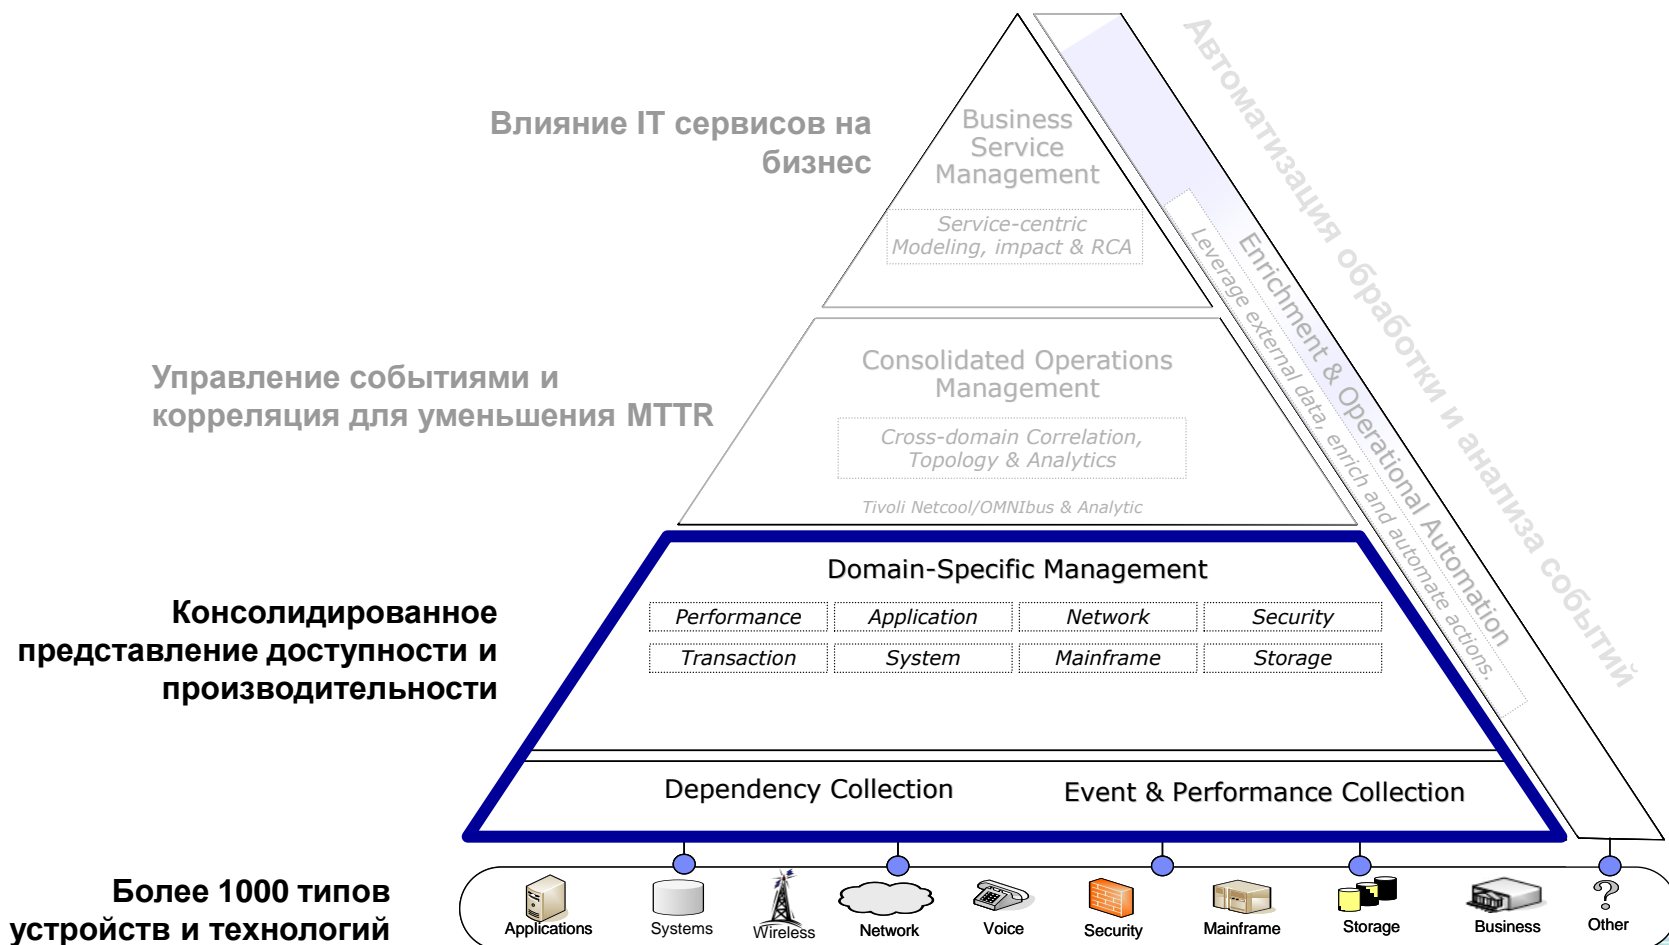 Влияние IT сервисов на
бизнес
Business
Service
Management
Service-centric
Modeling, impact & RCA
Автоматизация обработки и анализа событий
Enrichment & Operational Automation
Leverage external data, enrich and automate actions.
Управление событиями и
корреляция для уменьшения MTTR
Consolidated Operations
Management
Cross-domain Correlation,
Topology & Analytics
Tivoli Netcool/OMNIbus & Analytic
Консолидированное
представление доступности и
производительности
Domain-Specific Management
Performance Application Network Security
Transaction System Mainframe Storage
Dependency Collection Event & Performance Collection
Более 1000 типов
устройств и технологий
Applications Systems Wireless Network Voice Security Mainframe Storage Business Other